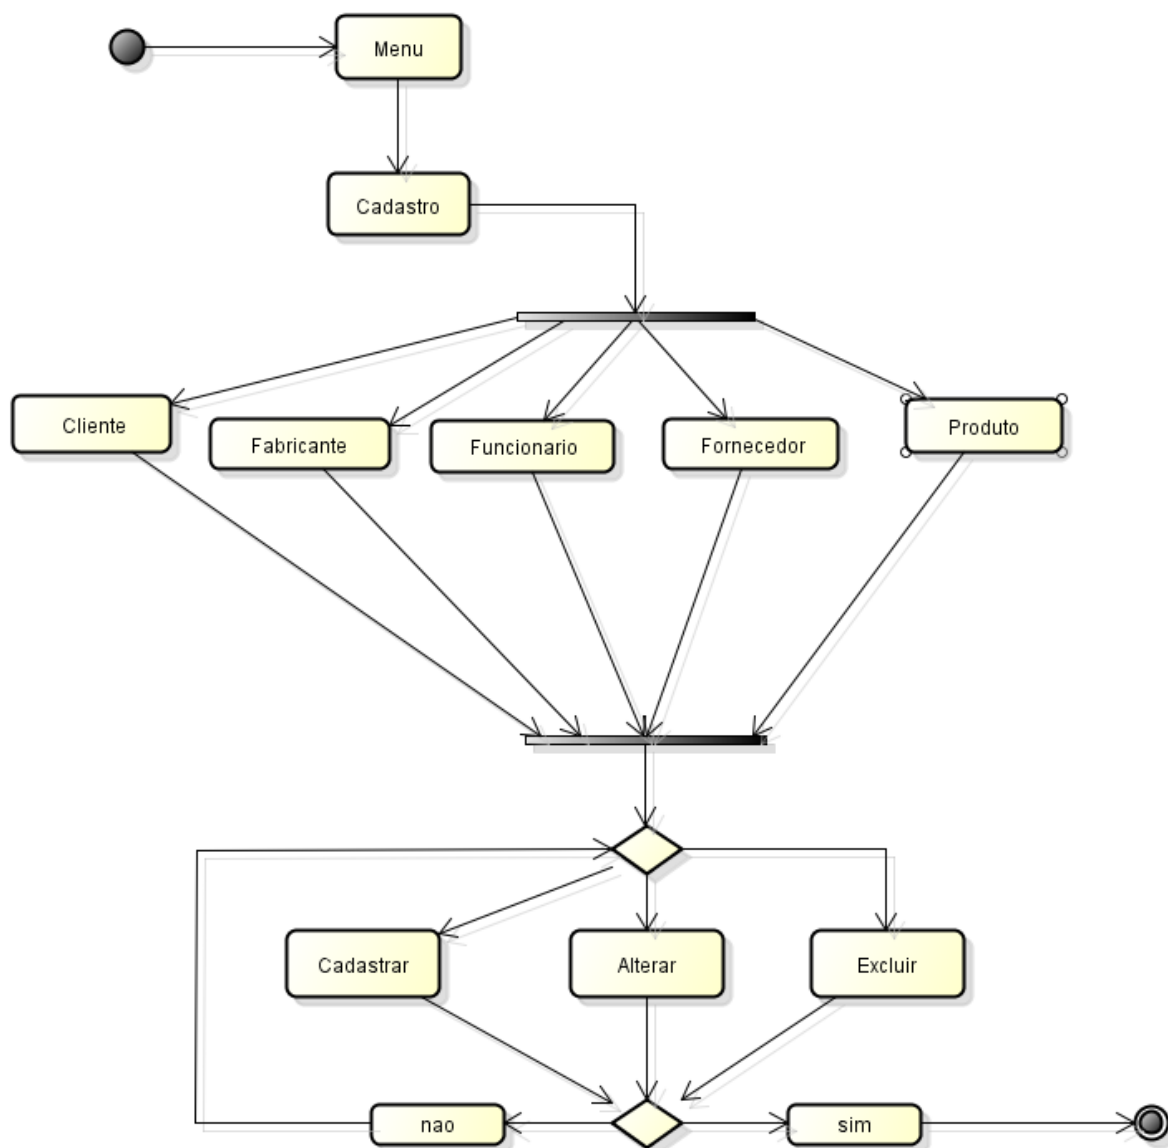 Menu
Cadastro
Cliente
Fabricante
Funcionario
Fornecedor
Produto
Cadastrar
Alterar
Excluir
nao
sim